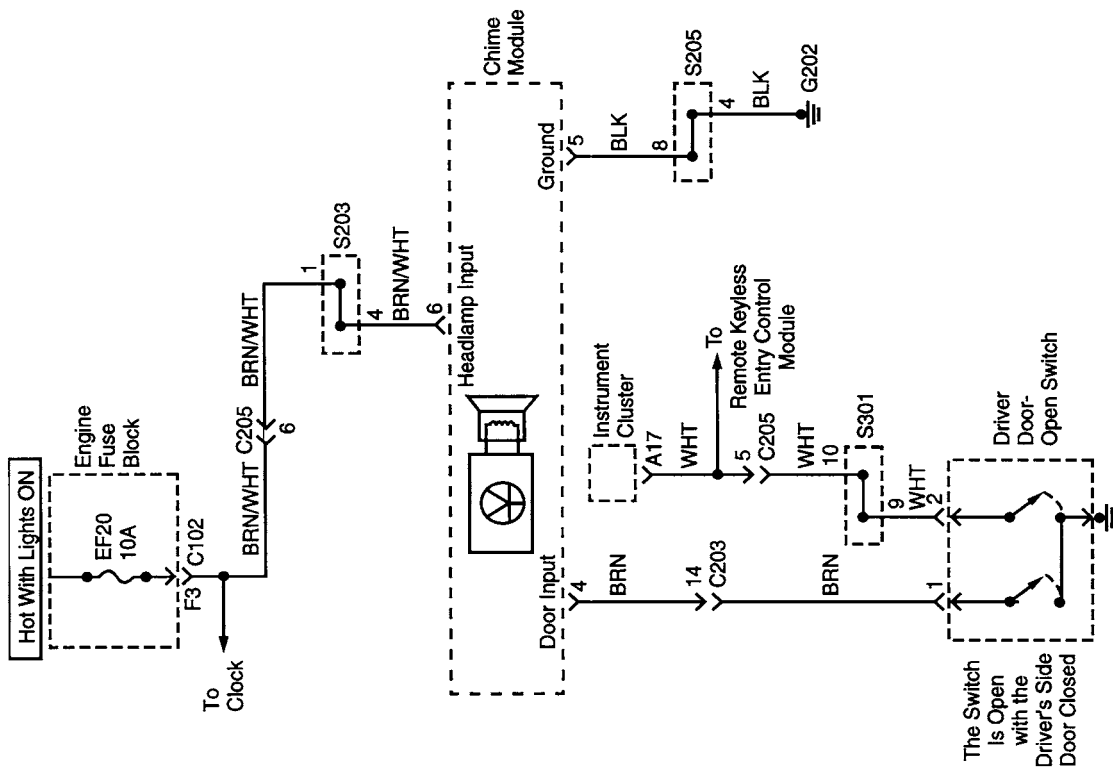 Hot With Lights ON
Engine
Fuse
Block
EF20
10A
F3
C102
To
Clock
BRN/WHT
C205
6
BRN/WHT
1
S203
4
BRN/WHT
6
Headlamp Input
Chime
Module
Door Input
Ground
4
BRN
14
C203
BRN
1
5
BLK
8
S205
4
BLK
G202
Instrument
Cluster
A17
WHT
To
Remote Keyless
Entry Control
Module
5
C205
WHT
10
S301
9
WHT
2
Driver
Door-
Open Switch
The Switch
Is Open
with the
Driver's Side
Door Closed